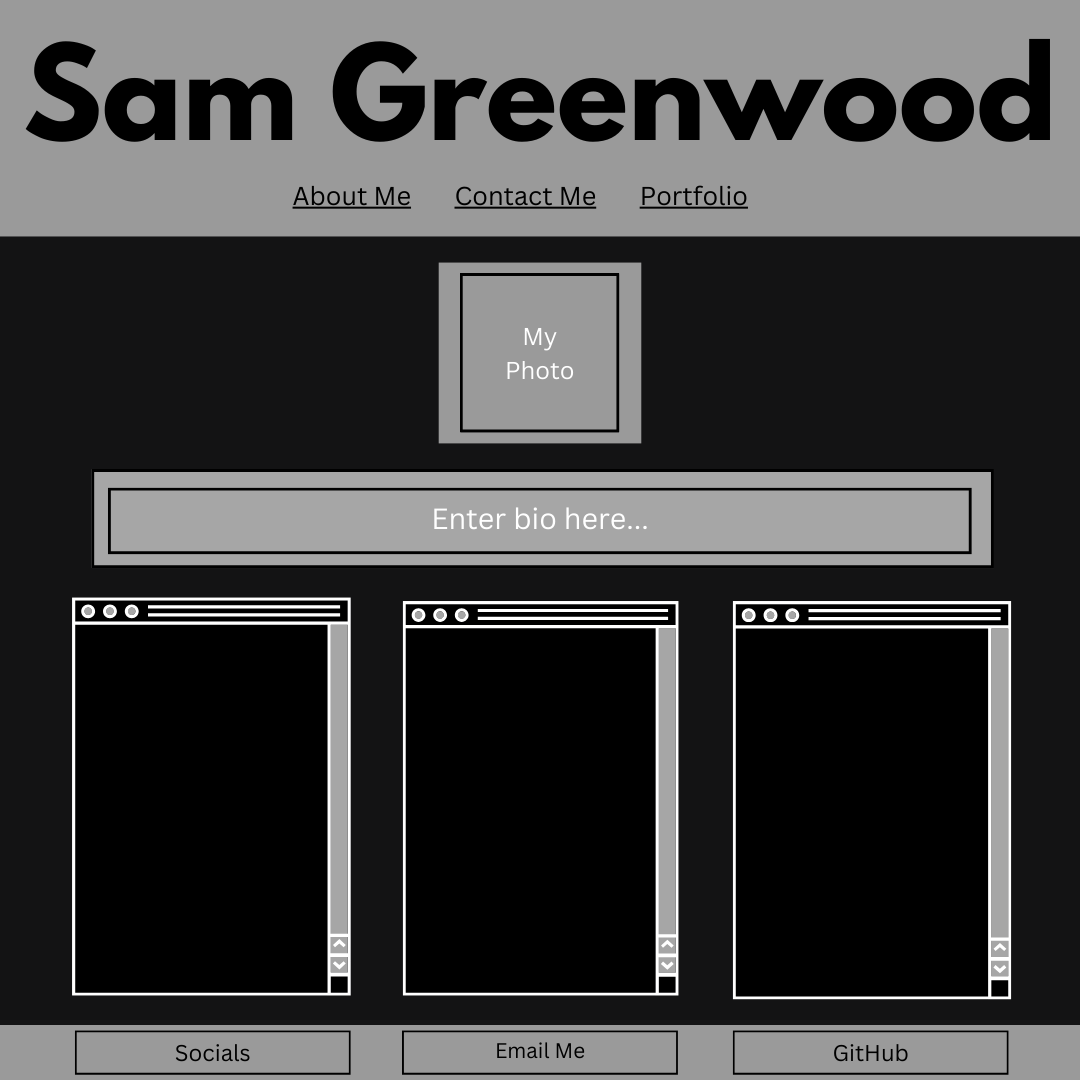 Sam Greenwood
About Me Contact Me Portfolio
My
Photo
Enter bio here...
Socials Email Me GitHub